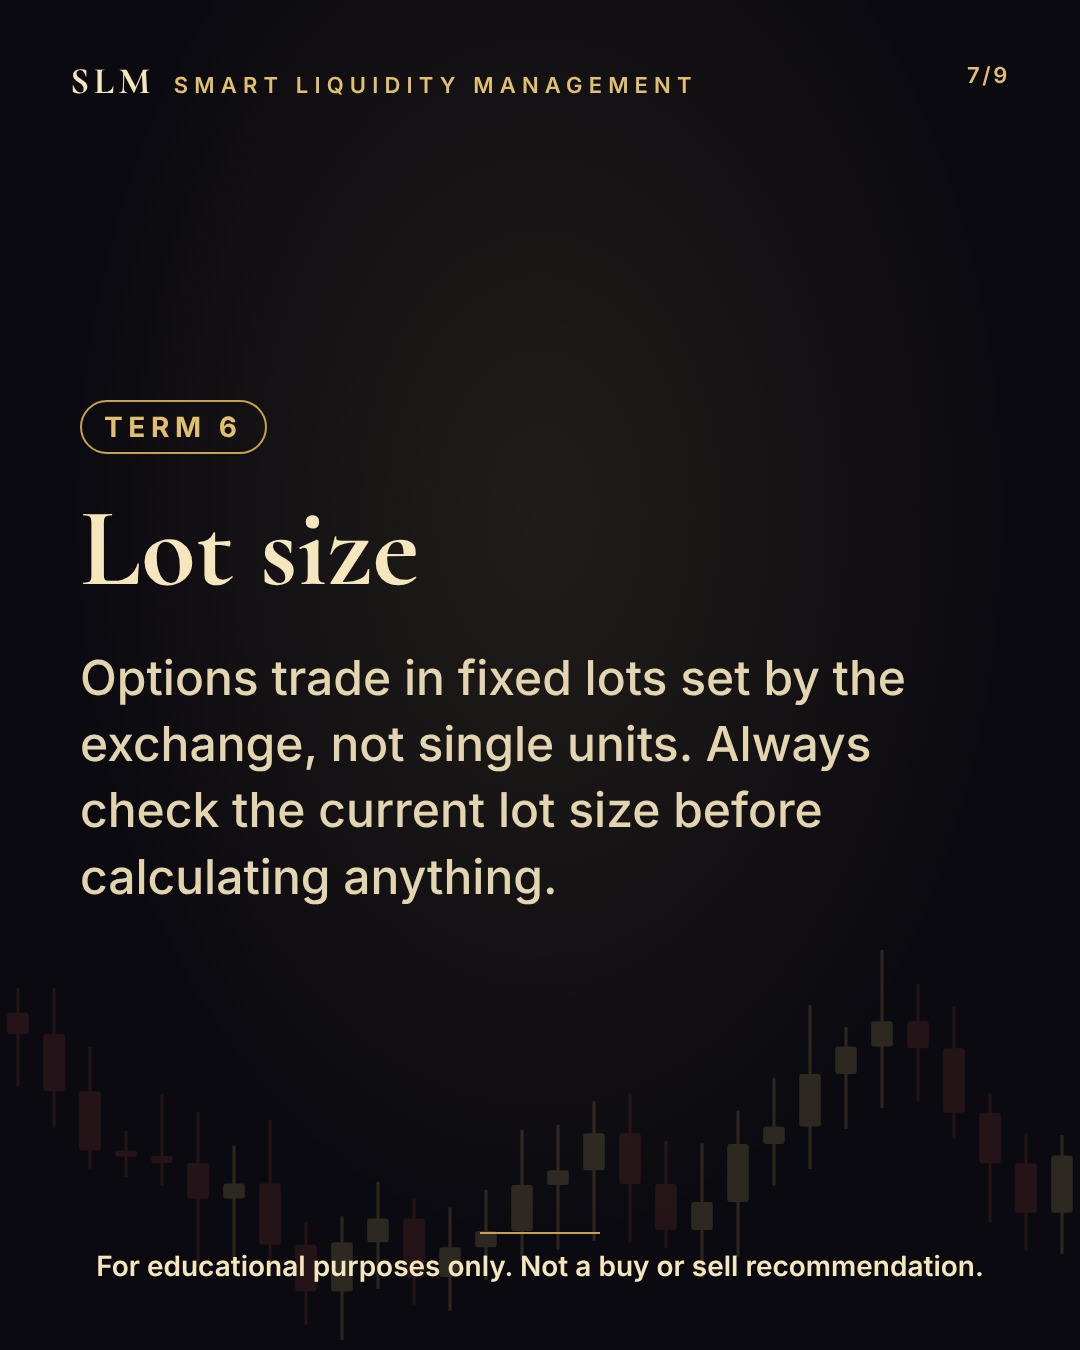 SLM SMART LIQUIDITY MANAGEMENT
7/9
TERM 6
Lot size
Options trade in fixed lots set by the
exchange, not single units. Always
check the current lot size before
calculating anything.
For educational purposes only. Not a buy or sell recommendation.